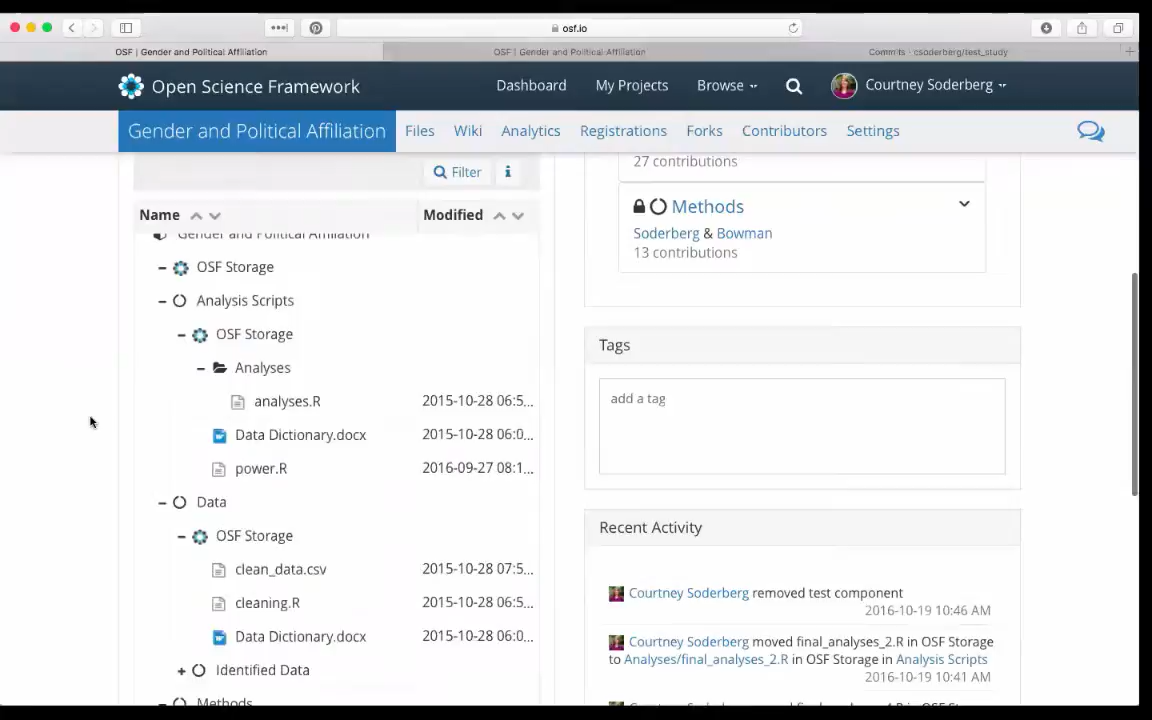 osf.io
OSF | Gender and Political Affiliation
OSF | Gender and Political Affiliation
Commits · csoderberg/test_study
Open Science Framework
Dashboard
My Projects
Browse
Courtney Soderberg
Gender and Political Affiliation
Files
Wiki
Analytics
Registrations
Forks
Contributors
Settings
Filter
Name
Modified
Gender and Political Affiliation
OSF Storage
Analysis Scripts
OSF Storage
Analyses
analyses.R 2015-10-28 06:5...
Data Dictionary.docx 2015-10-28 06:0...
power.R 2016-09-27 08:1...
Data
OSF Storage
clean_data.csv 2015-10-28 07:5...
cleaning.R 2015-10-28 06:5...
Data Dictionary.docx 2015-10-28 06:0...
Identified Data
Methods
27 contributions
Methods
Soderberg & Bowman
13 contributions
Tags
add a tag
Recent Activity
Courtney Soderberg removed test component
2016-10-19 10:46 AM
Courtney Soderberg moved final_analyses_2.R in OSF Storage
to Analyses/final_analyses_2.R in OSF Storage in Analysis Scripts
2016-10-19 10:41 AM